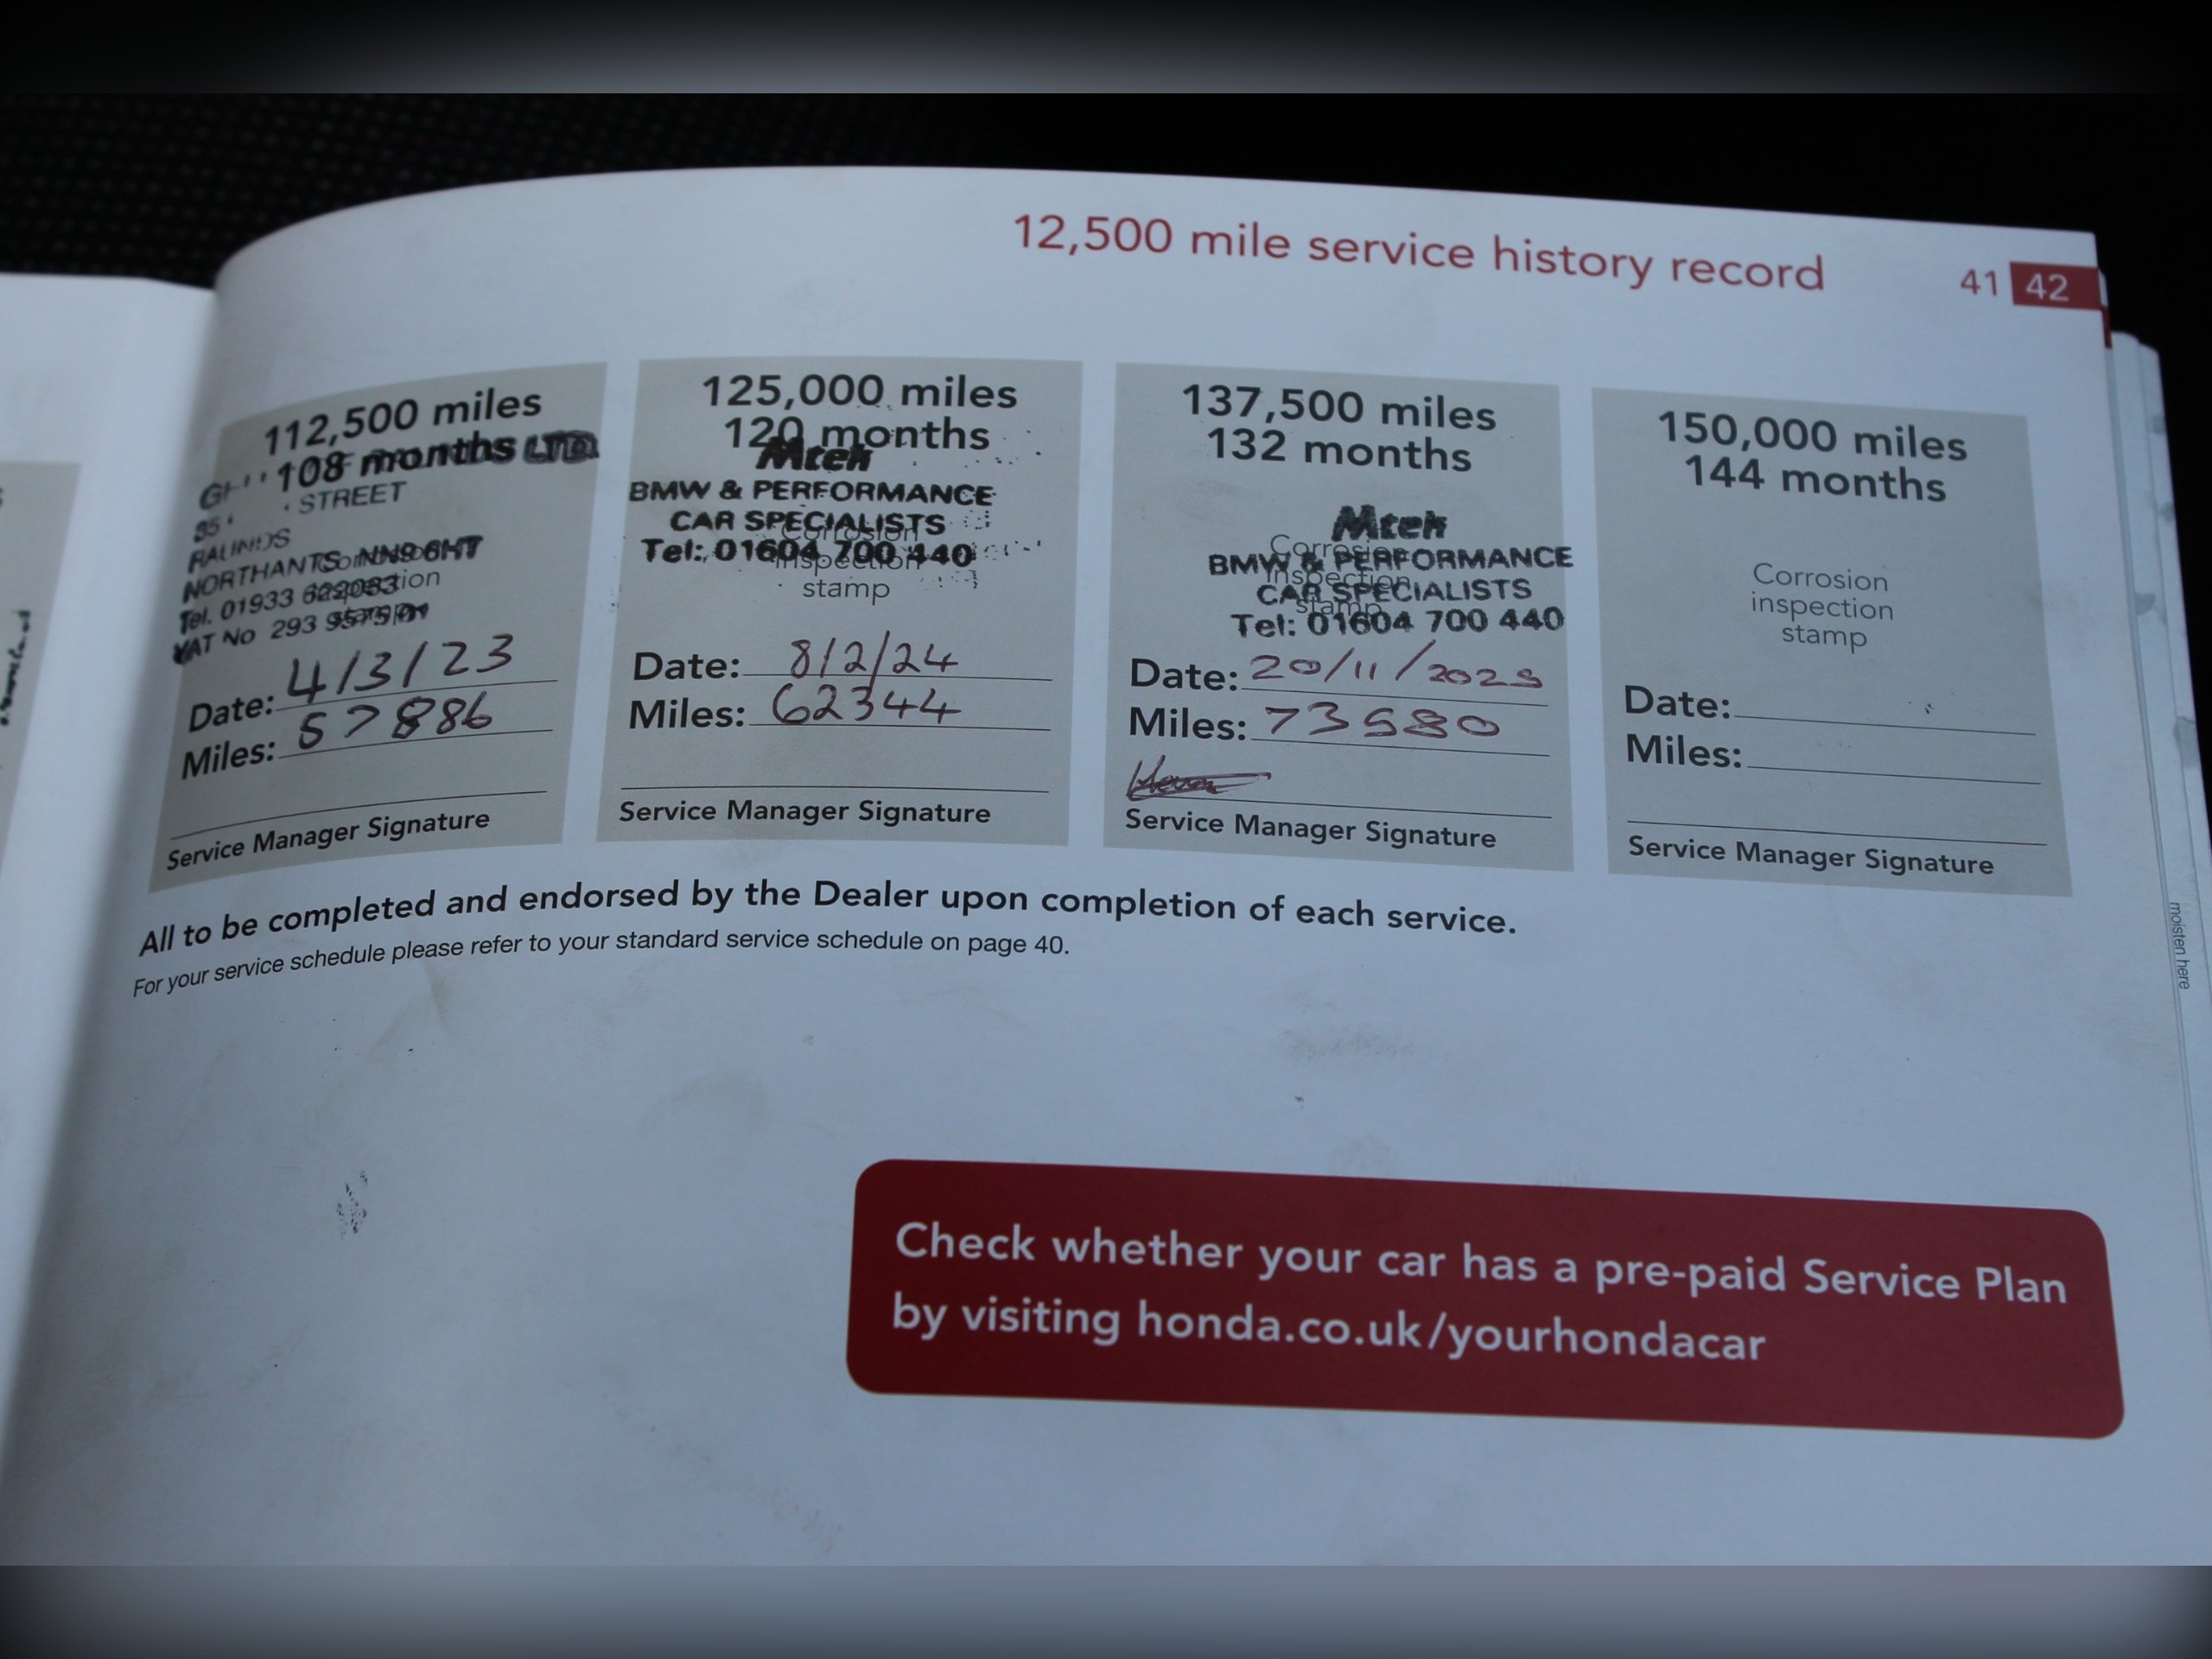 12,500 mile service history record
41 42
112,500 miles
108 months LTD
STREET
RAUNDS
NORTHANTS NN9 6HT
Tel. 01933 622083
VAT No 293
Date: 4/3/23
Miles: 57886
Service Manager Signature
125,000 miles
120 months
Mteh
BMW & PERFORMANCE
CAR SPECIALISTS
Corrosion
Tel: 01604 700 440
inspection
stamp
Date: 8/2/24
Miles: 62344
Service Manager Signature
137,500 miles
132 months
Mteh
Corrosion
BMW & PERFORMANCE
inspection
CAR SPECIALISTS
stamp
Tel: 01604 700 440
Date: 20/11/2025
Miles: 73580
Service Manager Signature
150,000 miles
144 months
Corrosion
inspection
stamp
Date:
Miles:
Service Manager Signature
All to be completed and endorsed by the Dealer upon completion of each service.
For your service schedule please refer to your standard service schedule on page 40.
moisten here
Check whether your car has a pre-paid Service Plan
by visiting honda.co.uk/yourhondacar